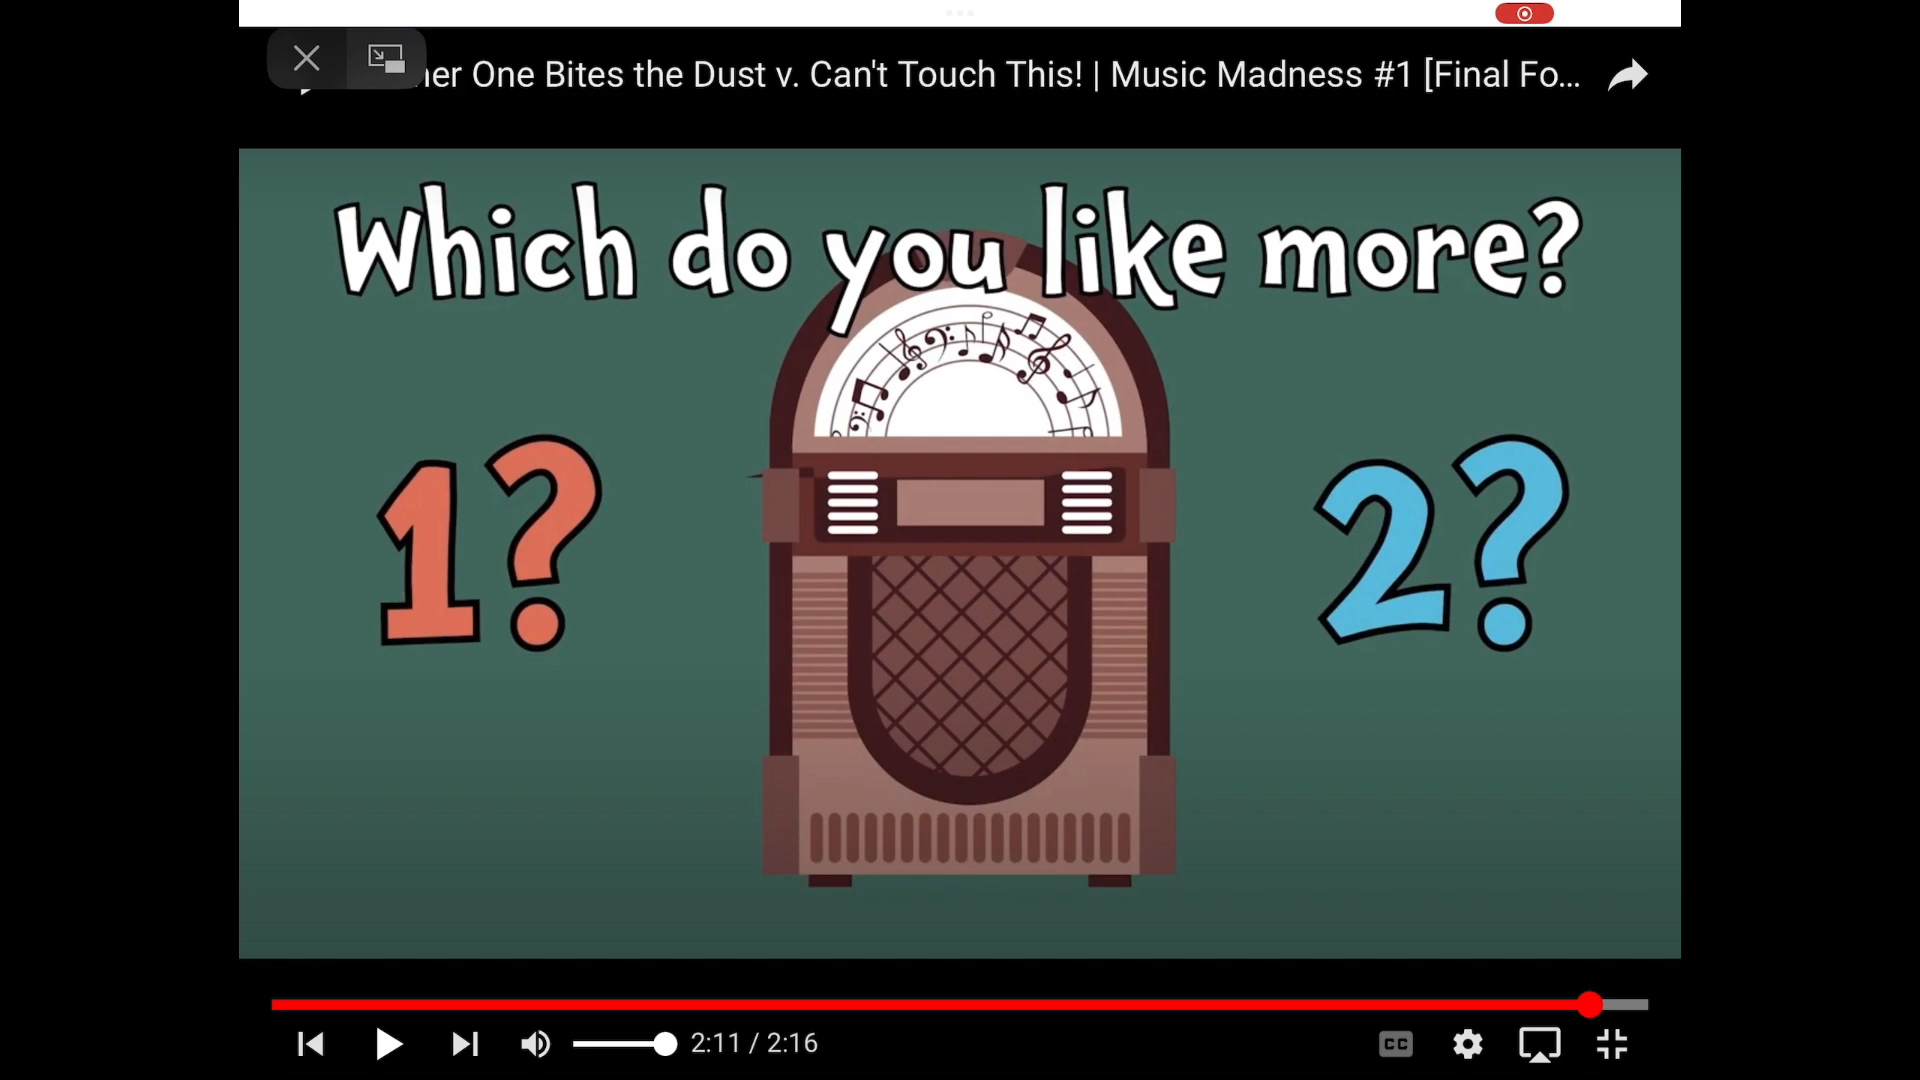 One Bites the Dust v. Can't Touch This! | Music Madness #1 [Final Fo...
Which do you like more?
1?
2?
2:11 / 2:16
CC